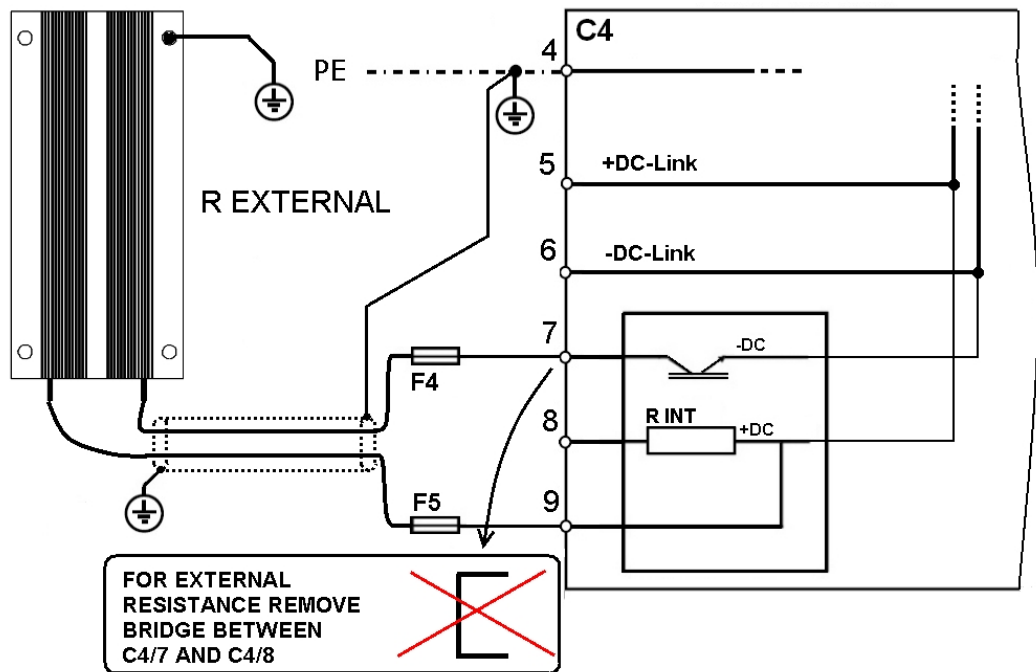 C4
4
PE
5
+DC-Link
R EXTERNAL
6
-DC-Link
7
-DC
F4
8
R INT
+DC
F5
9
FOR EXTERNAL
RESISTANCE REMOVE
BRIDGE BETWEEN
C4/7 AND C4/8